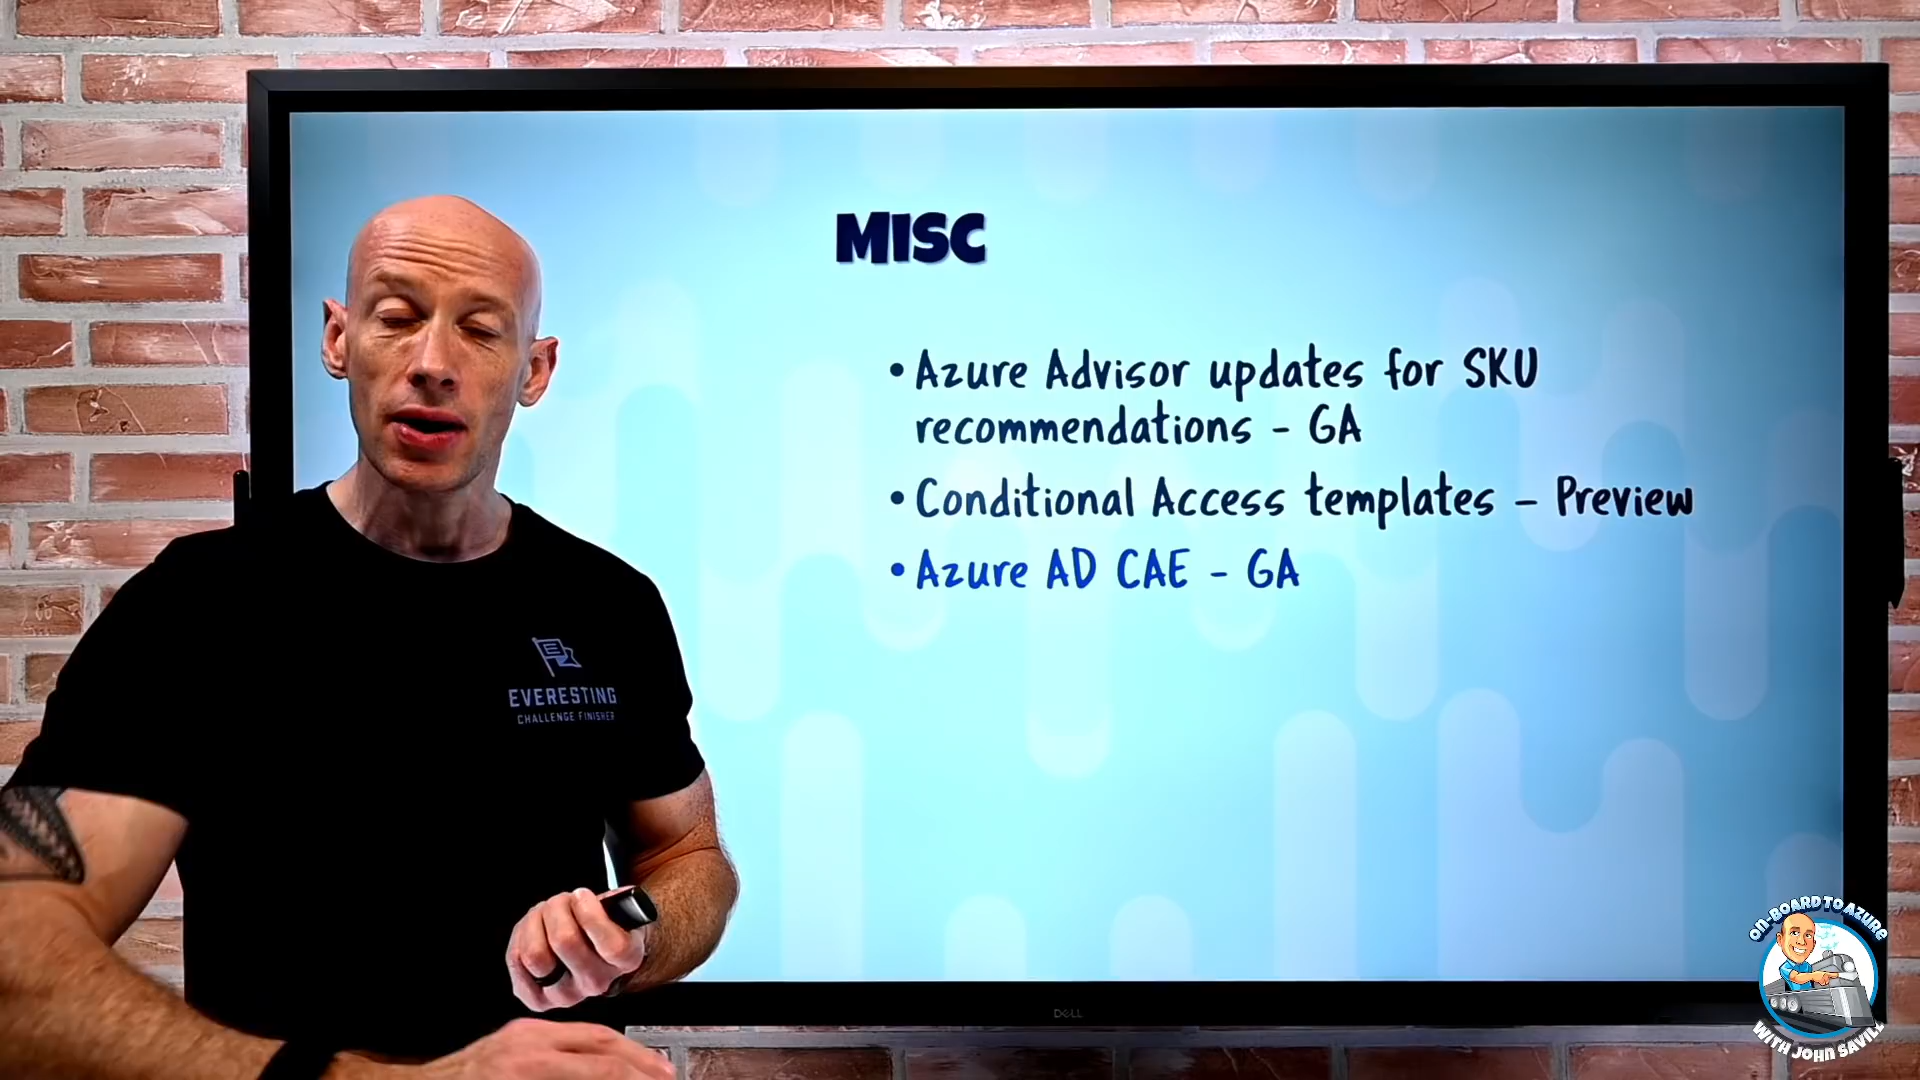 MISC
•Azure Advisor updates for SKU
recommendations - GA
•Conditional Access templates – Preview
•Azure AD CAE - GA
EVERESTING
CHALLENGE FINISHER
DELL
ON-BOARD TO AZURE
WITH JOHN SAVILL